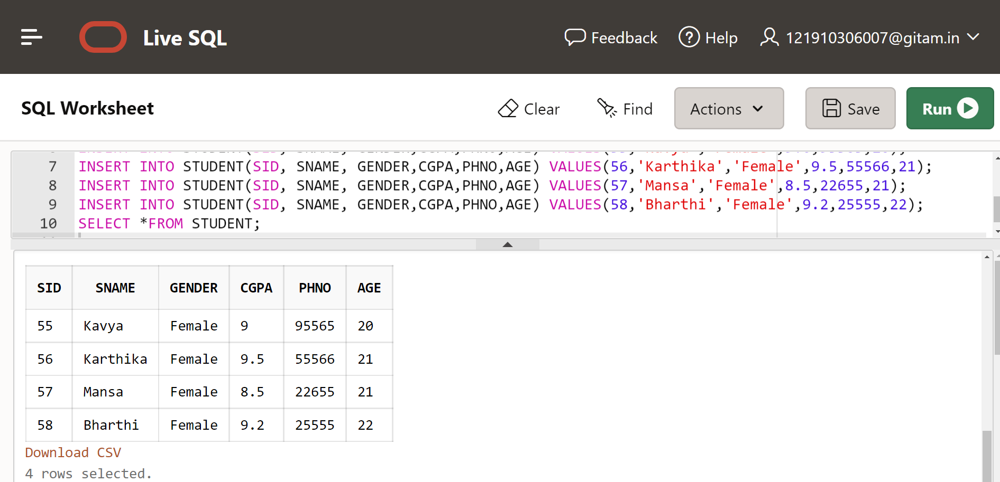 Live SQL Feedback Help 121910306007@gitam.in
SQL Worksheet Clear Find Actions Save Run
7 INSERT INTO STUDENT(SID, SNAME, GENDER,CGPA,PHNO,AGE) VALUES(56,'Karthika','Female',9.5,55566,21);
8 INSERT INTO STUDENT(SID, SNAME, GENDER,CGPA,PHNO,AGE) VALUES(57,'Mansa','Female',8.5,22655,21);
9 INSERT INTO STUDENT(SID, SNAME, GENDER,CGPA,PHNO,AGE) VALUES(58,'Bharthi','Female',9.2,25555,22);
10 SELECT *FROM STUDENT;
SID SNAME GENDER CGPA PHNO AGE
55 Kavya Female 9 95565 20
56 Karthika Female 9.5 55566 21
57 Mansa Female 8.5 22655 21
58 Bharthi Female 9.2 25555 22
Download CSV
4 rows selected.